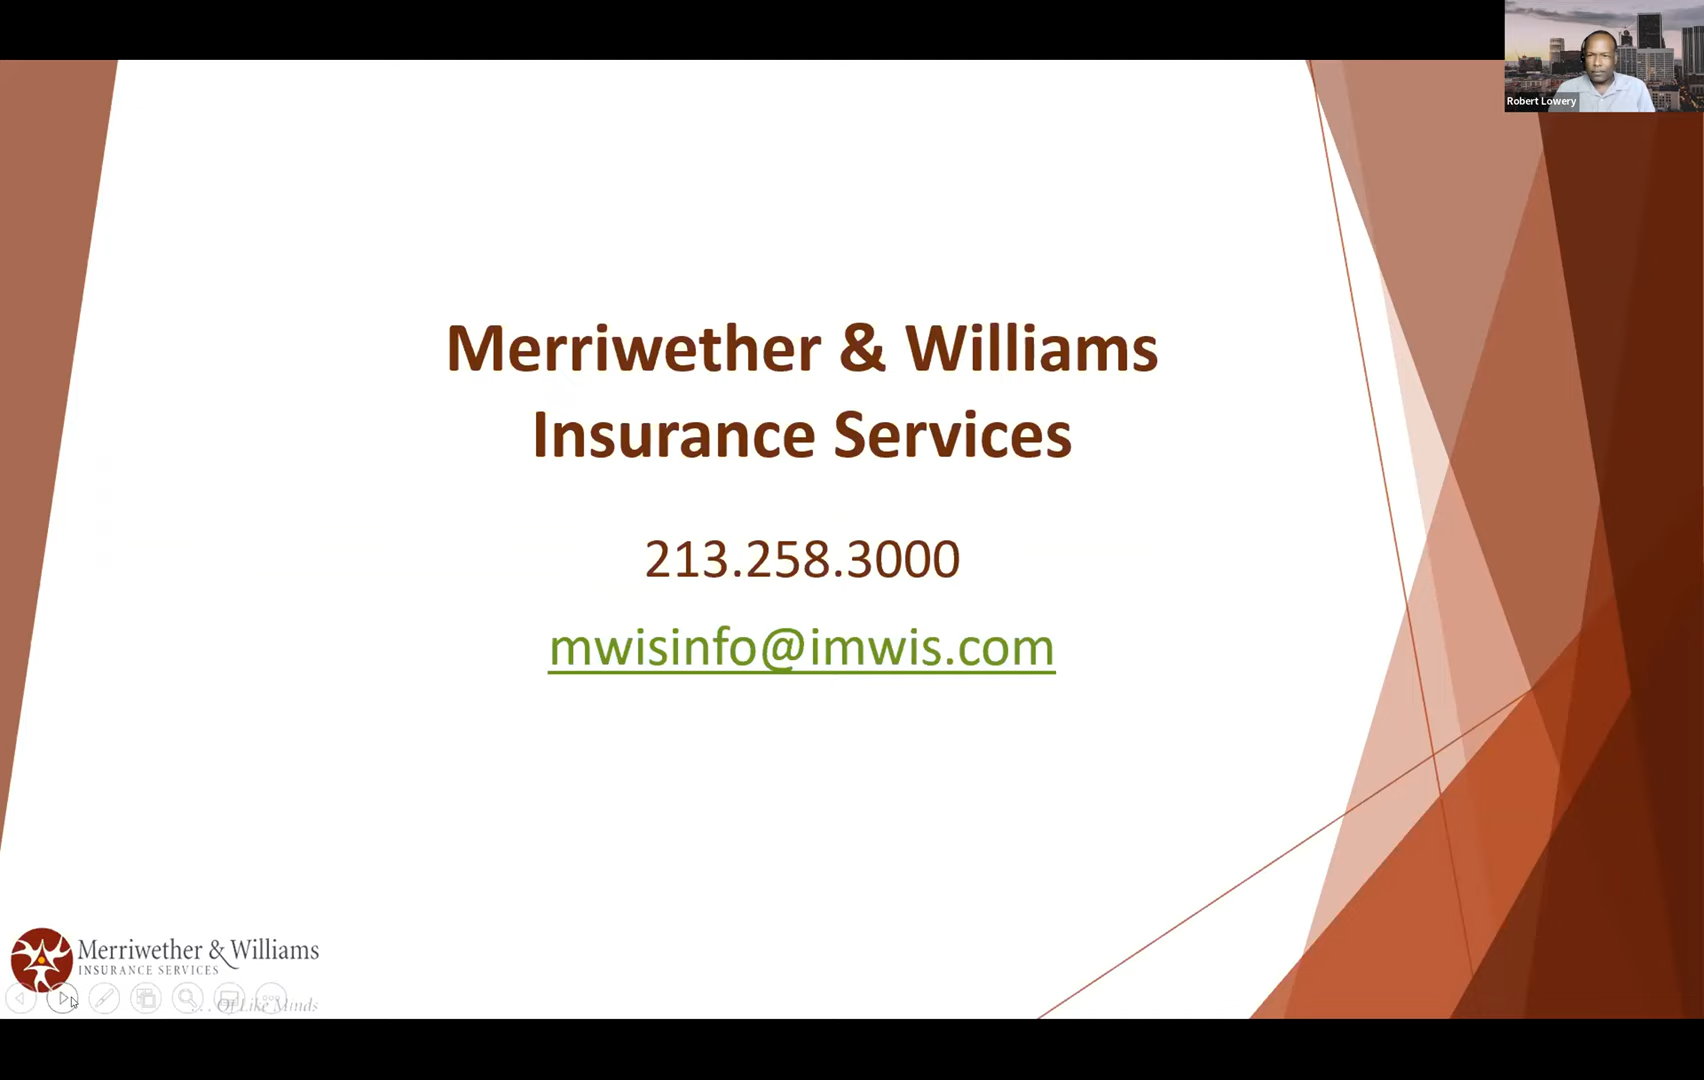 Robert Lowery
Merriwether & Williams
Insurance Services
213.258.3000
mwisinfo@imwis.com
Merriwether & Williams
INSURANCE SERVICES
... Of Like Minds